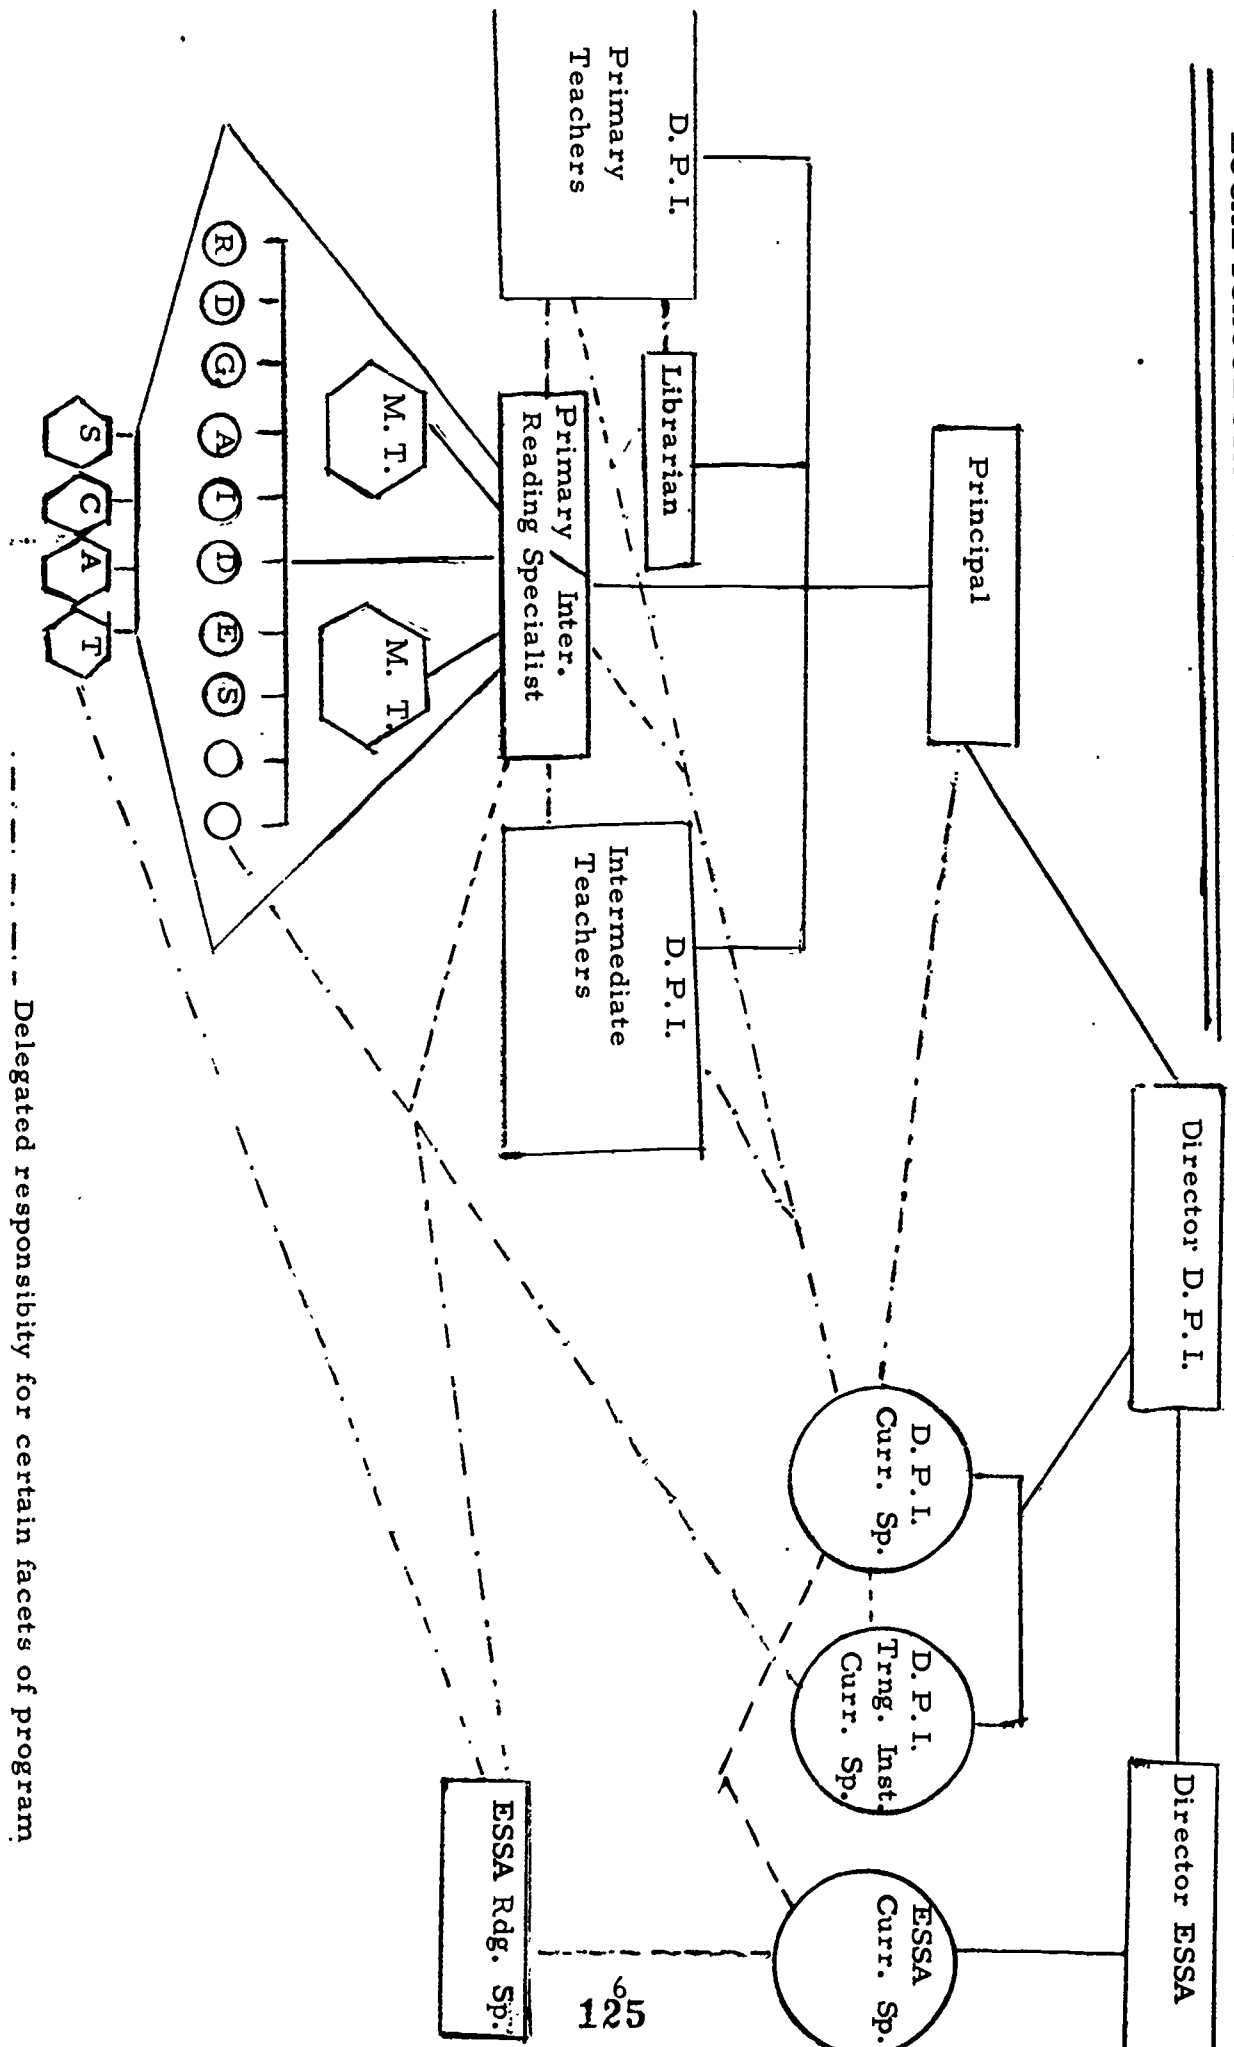 Director D. P. I.
Director ESSA
Principal
D. P. I.
Curr. Sp.
D. P. I.
Trng. Inst.
Curr. Sp.
ESSA
Curr. Sp.
D. P. I.
Primary
Teachers
Librarian
D. P. I.
Intermediate
Teachers
Primary Inter.
Reading Specialist
ESSA Rdg. Sp.
M. T.
M. T.
R D G A I D E S
S C A T
Delegated responsibity for certain facets of program
6
125